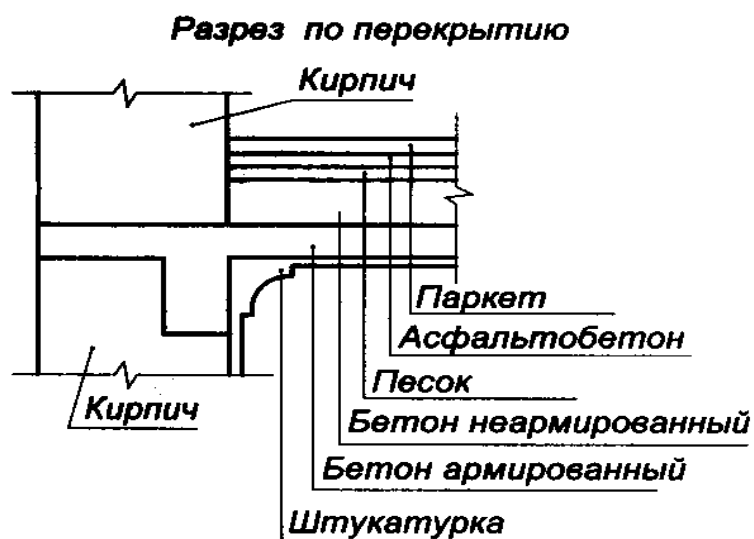 Разрез по перекрытию
Кирпич
Паркет
Асфальтобетон
Песок
Кирпич
Бетон неармированный
Бетон армированный
Штукатурка